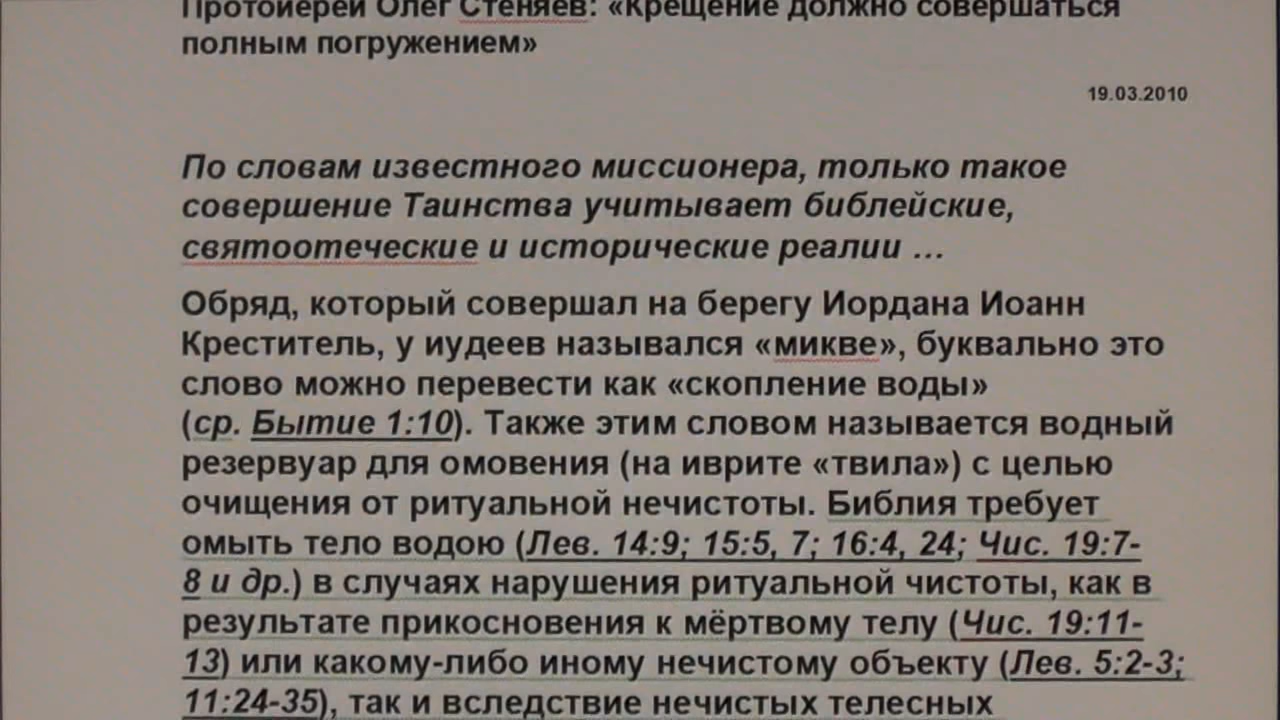 Протоиерей Олег Стеняев: «Крещение должно совершаться
полным погружением»
19.03.2010
По словам известного миссионера, только такое
совершение Таинства учитывает библейские,
святоотеческие и исторические реалии ...
Обряд, который совершал на берегу Иордана Иоанн
Креститель, у иудеев назывался «микве», буквально это
слово можно перевести как «скопление воды»
(ср. Бытие 1:10). Также этим словом называется водный
резервуар для омовения (на иврите «твила») с целью
очищения от ритуальной нечистоты. Библия требует
омыть тело водою (Лев. 14:9; 15:5, 7; 16:4, 24; Чис. 19:7-
8 и др.) в случаях нарушения ритуальной чистоты, как в
результате прикосновения к мёртвому телу (Чис. 19:11-
13) или какому-либо иному нечистому объекту (Лев. 5:2-3;
11:24-35), так и вследствие нечистых телесных